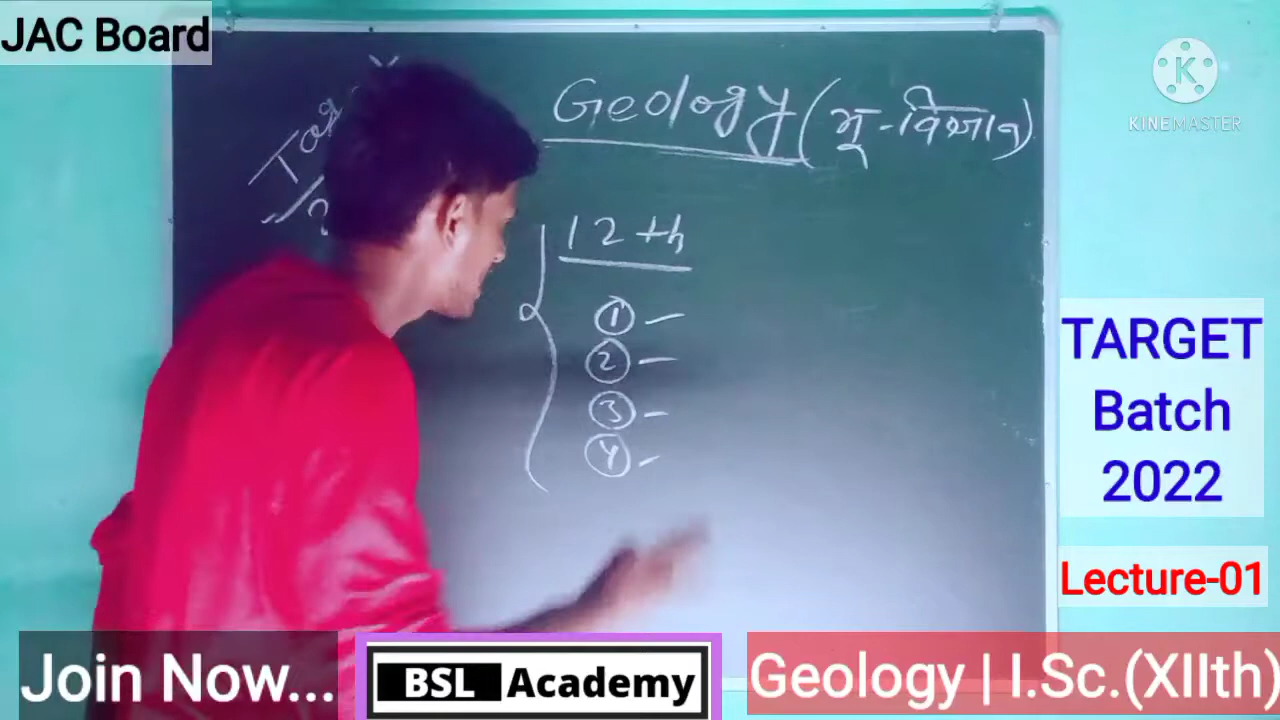 JAC Board
Geology (भू-विज्ञान)
K
KINEMASTER
12th
1 -
2 -
3 -
4 -
TARGET
Batch
2022
Lecture-01
Join Now...
BSL Academy
Geology | I.Sc.(XIIth)